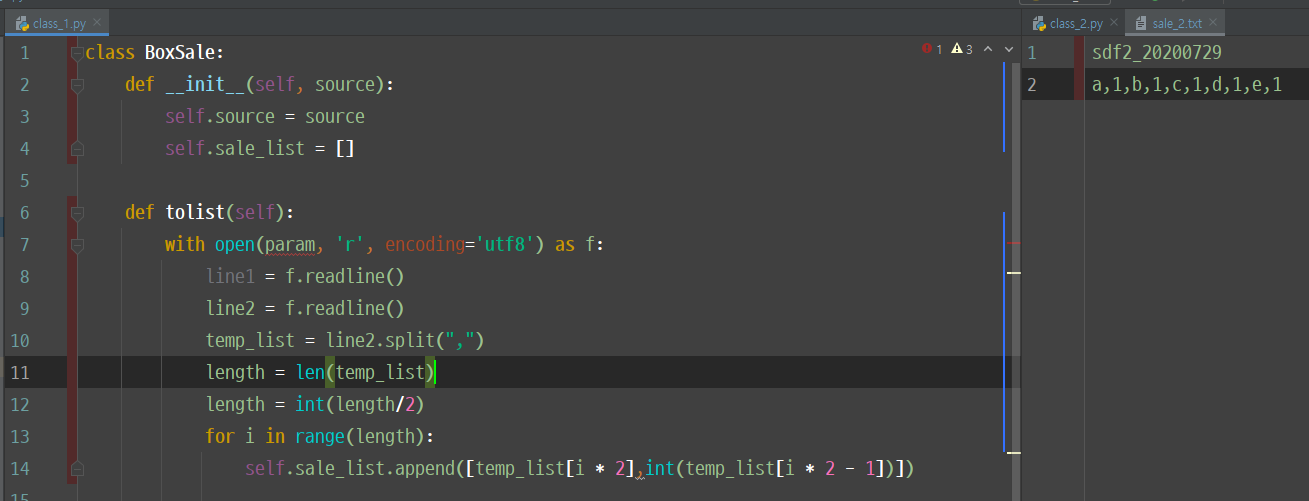 class_1.py
class_2.py
sale_2.txt
1 3
1 class BoxSale:
2 def __init__(self, source):
3 self.source = source
4 self.sale_list = []
5
6 def tolist(self):
7 with open(param, 'r', encoding='utf8') as f:
8 line1 = f.readline()
9 line2 = f.readline()
10 temp_list = line2.split(",")
11 length = len(temp_list)
12 length = int(length/2)
13 for i in range(length):
14 self.sale_list.append([temp_list[i * 2],int(temp_list[i * 2 - 1])])
15
1 sdf2_20200729
2 a,1,b,1,c,1,d,1,e,1